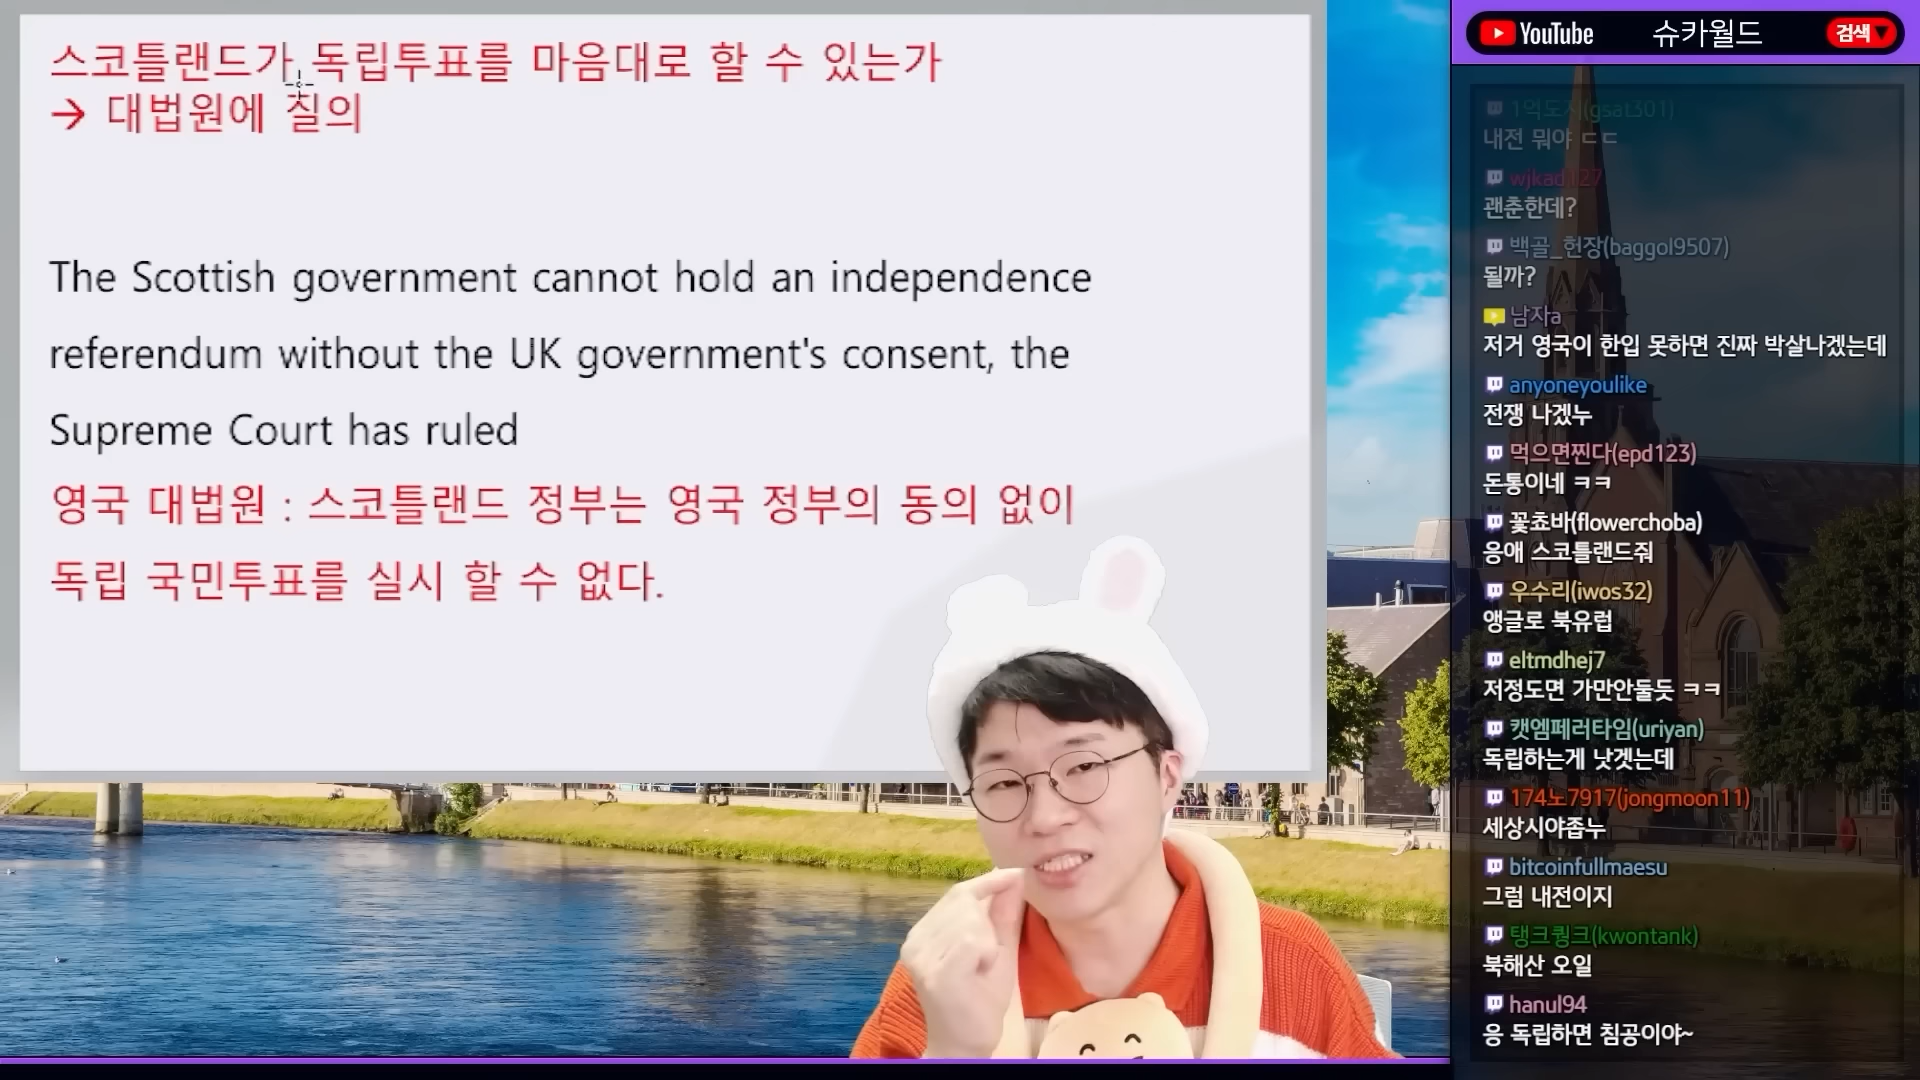 스코틀랜드가 독립투표를 마음대로 할 수 있는가
→ 대법원에 질의
The Scottish government cannot hold an independence
referendum without the UK government's consent, the
Supreme Court has ruled
영국 대법원 : 스코틀랜드 정부는 영국 정부의 동의 없이
독립 국민투표를 실시 할 수 없다.
YouTube 슈카월드 검색
1억도지(gsat301)
내전 뭐야 ㄷㄷ
wjkad127
괜춘한데?
백골_헌장(baggol9507)
될까?
남자a
저거 영국이 한입 못하면 진짜 박살나겠는데
anyoneyoulike
전쟁 나겠누
먹으면찐다(epd123)
돈통이네 ㅋㅋ
꽃쵸바(flowerchoba)
응애 스코틀랜드줘
우수리(iwos32)
앵글로 북유럽
eltmdhej7
저정도면 가만안둘듯 ㅋㅋ
캣엠페러타임(uriyan)
독립하는게 낫겟는데
174노7917(jongmoon11)
세상시야좁누
bitcoinfullmaesu
그럼 내전이지
탱크퀑크(kwontank)
북해산 오일
hanul94
응 독립하면 침공이야~